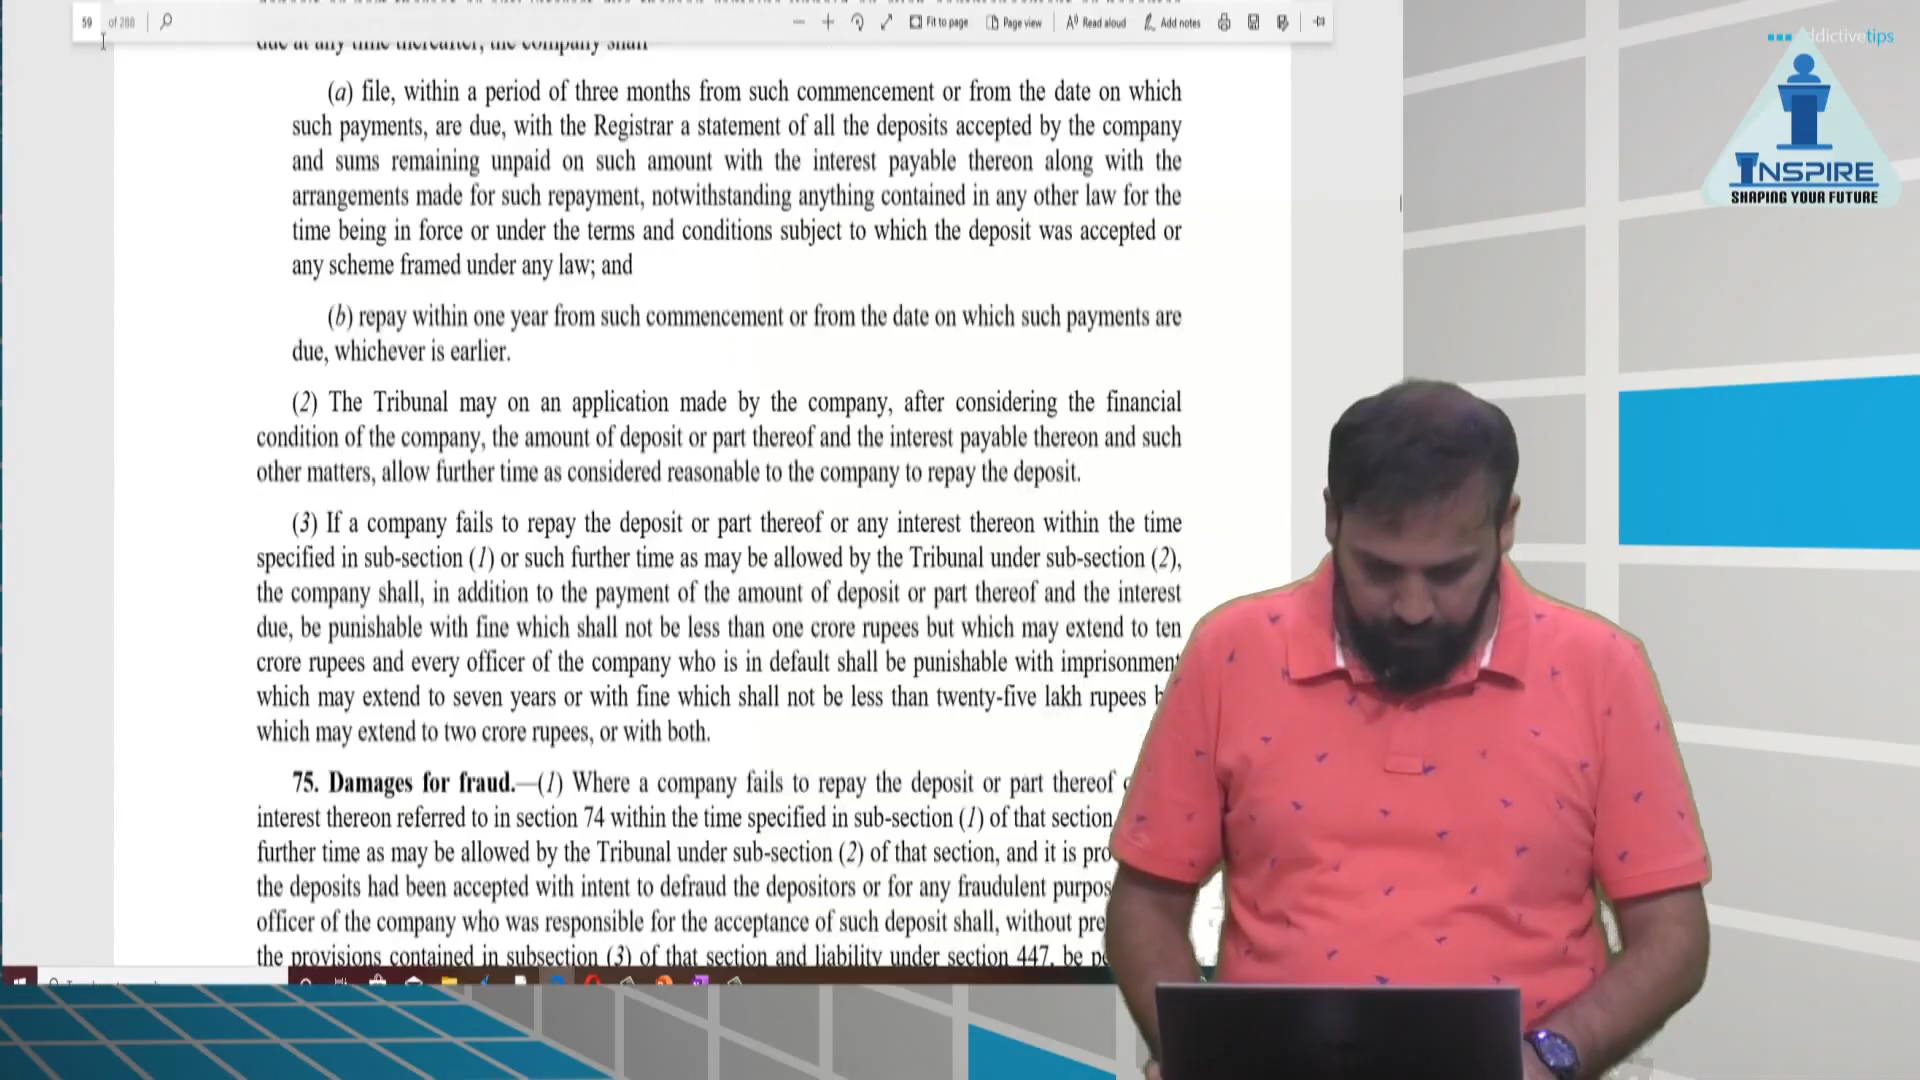 59 of 288 Fit to page Page view Read aloud Add notes
due at any time thereafter, the company shall
(a) file, within a period of three months from such commencement or from the date on which
such payments, are due, with the Registrar a statement of all the deposits accepted by the company
and sums remaining unpaid on such amount with the interest payable thereon along with the
arrangements made for such repayment, notwithstanding anything contained in any other law for the
time being in force or under the terms and conditions subject to which the deposit was accepted or
any scheme framed under any law; and
(b) repay within one year from such commencement or from the date on which such payments are
due, whichever is earlier.
(2) The Tribunal may on an application made by the company, after considering the financial
condition of the company, the amount of deposit or part thereof and the interest payable thereon and such
other matters, allow further time as considered reasonable to the company to repay the deposit.
(3) If a company fails to repay the deposit or part thereof or any interest thereon within the time
specified in sub-section (1) or such further time as may be allowed by the Tribunal under sub-section (2),
the company shall, in addition to the payment of the amount of deposit or part thereof and the interest
due, be punishable with fine which shall not be less than one crore rupees but which may extend to ten
crore rupees and every officer of the company who is in default shall be punishable with imprisonment
which may extend to seven years or with fine which shall not be less than twenty-five lakh rupees
which may extend to two crore rupees, or with both.
75. Damages for fraud.—(1) Where a company fails to repay the deposit or part thereof
interest thereon referred to in section 74 within the time specified in sub-section (1) of that section
further time as may be allowed by the Tribunal under sub-section (2) of that section, and it is pro
the deposits had been accepted with intent to defraud the depositors or for any fraudulent purpos
officer of the company who was responsible for the acceptance of such deposit shall, without pre
the provisions contained in subsection (3) of that section and liability under section 447, be
ddictivetips
INSPIRE
SHAPING YOUR FUTURE